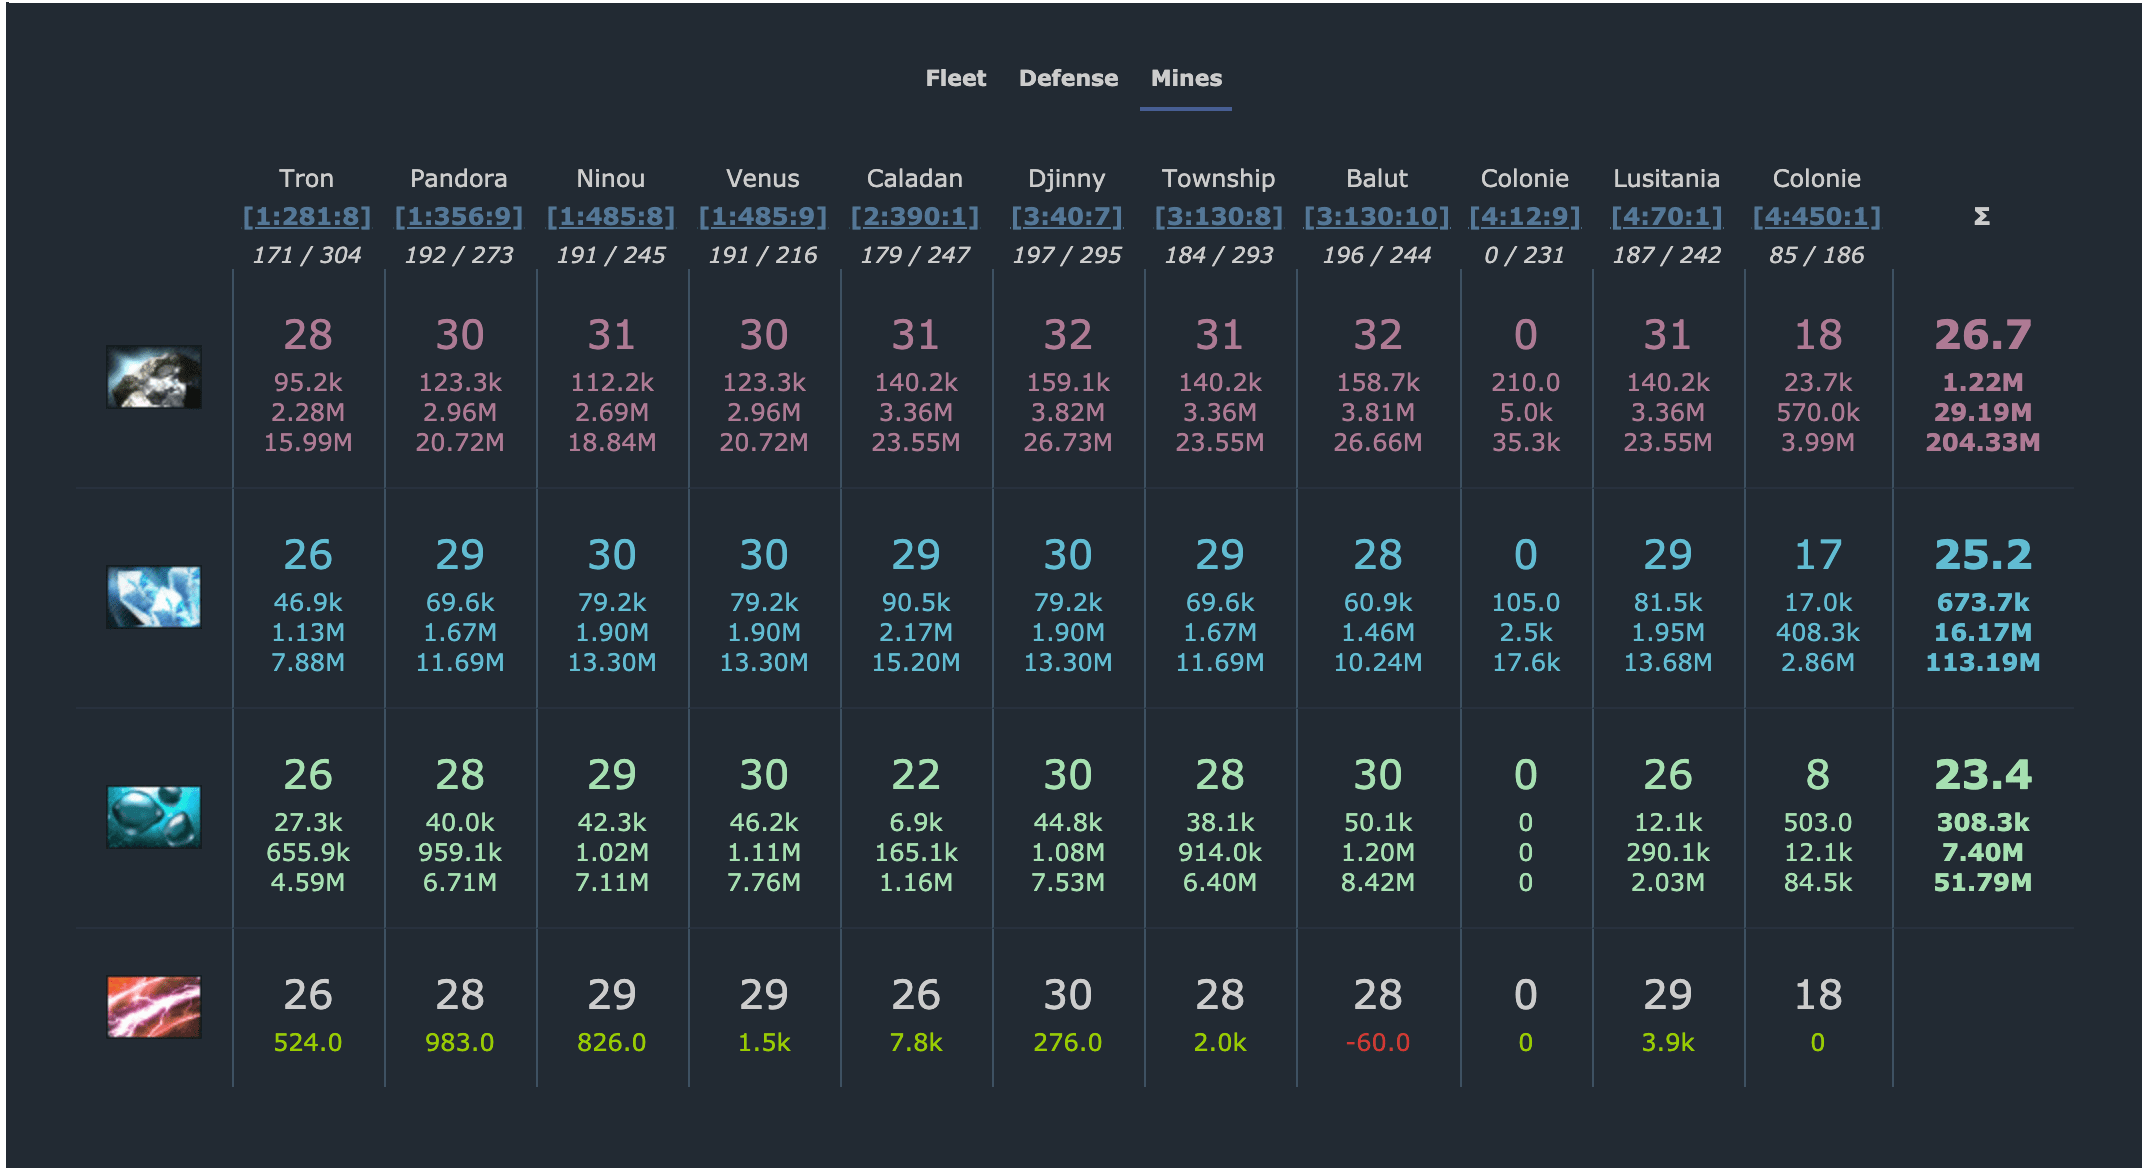 Fleet Defense Mines
Tron Pandora Ninou Venus Caladan Djinny Township Balut Colonie Lusitania Colonie
[1:281:8] [1:356:9] [1:485:8] [1:485:9] [2:390:1] [3:40:7] [3:130:8] [3:130:10] [4:12:9] [4:70:1] [4:450:1] Σ
171 / 304 192 / 273 191 / 245 191 / 216 179 / 247 197 / 295 184 / 293 196 / 244 0 / 231 187 / 242 85 / 186
28 30 31 30 31 32 31 32 0 31 18 26.7
95.2k 123.3k 112.2k 123.3k 140.2k 159.1k 140.2k 158.7k 210.0 140.2k 23.7k 1.22M
2.28M 2.96M 2.69M 2.96M 3.36M 3.82M 3.36M 3.81M 5.0k 3.36M 570.0k 29.19M
15.99M 20.72M 18.84M 20.72M 23.55M 26.73M 23.55M 26.66M 35.3k 23.55M 3.99M 204.33M
26 29 30 30 29 30 29 28 0 29 17 25.2
46.9k 69.6k 79.2k 79.2k 90.5k 79.2k 69.6k 60.9k 105.0 81.5k 17.0k 673.7k
1.13M 1.67M 1.90M 1.90M 2.17M 1.90M 1.67M 1.46M 2.5k 1.95M 408.3k 16.17M
7.88M 11.69M 13.30M 13.30M 15.20M 13.30M 11.69M 10.24M 17.6k 13.68M 2.86M 113.19M
26 28 29 30 22 30 28 30 0 26 8 23.4
27.3k 40.0k 42.3k 46.2k 6.9k 44.8k 38.1k 50.1k 0 12.1k 503.0 308.3k
655.9k 959.1k 1.02M 1.11M 165.1k 1.08M 914.0k 1.20M 0 290.1k 12.1k 7.40M
4.59M 6.71M 7.11M 7.76M 1.16M 7.53M 6.40M 8.42M 0 2.03M 84.5k 51.79M
26 28 29 29 26 30 28 28 0 29 18
524.0 983.0 826.0 1.5k 7.8k 276.0 2.0k -60.0 0 3.9k 0